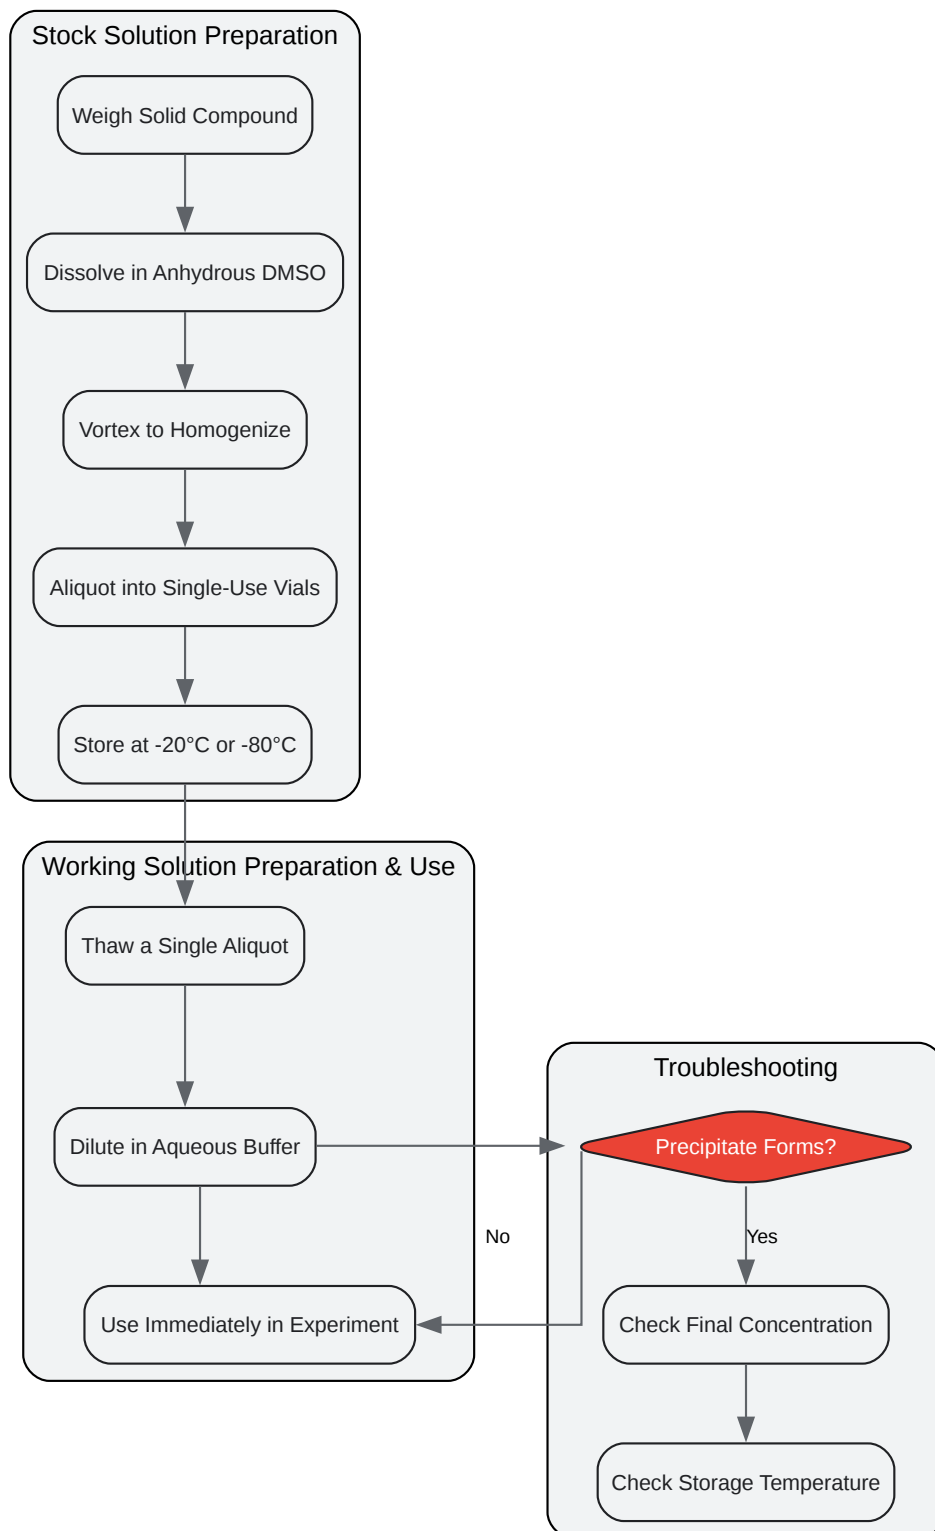 Stock Solution Preparation
Weigh Solid Compound
Dissolve in Anhydrous DMSO
Vortex to Homogenize
Aliquot into Single-Use Vials
Store at -20°C or -80°C
Working Solution Preparation & Use
Thaw a Single Aliquot
Dilute in Aqueous Buffer
Use Immediately in Experiment
Troubleshooting
Precipitate Forms?
No
Yes
Check Final Concentration
Check Storage Temperature